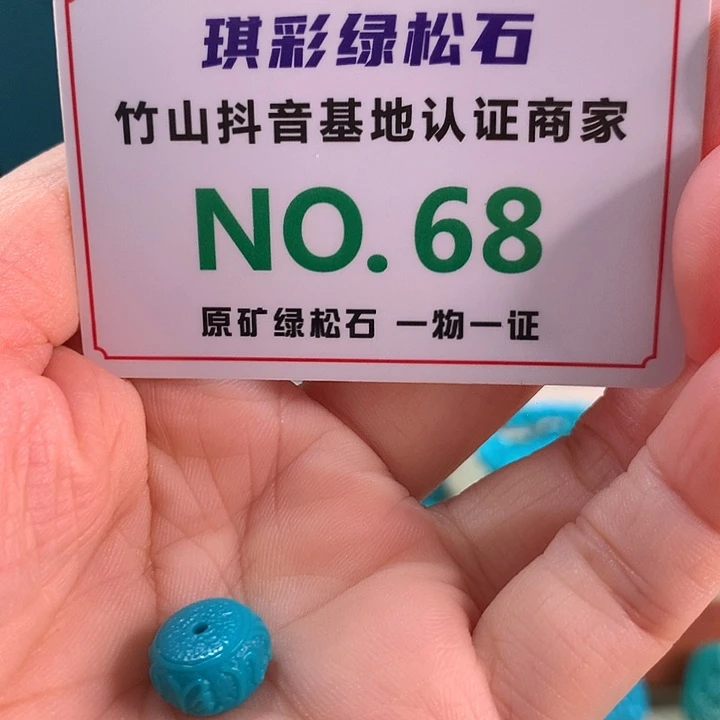 琪彩绿松石
竹山抖音基地认证商家
NO.68
原矿绿松石 一物一证